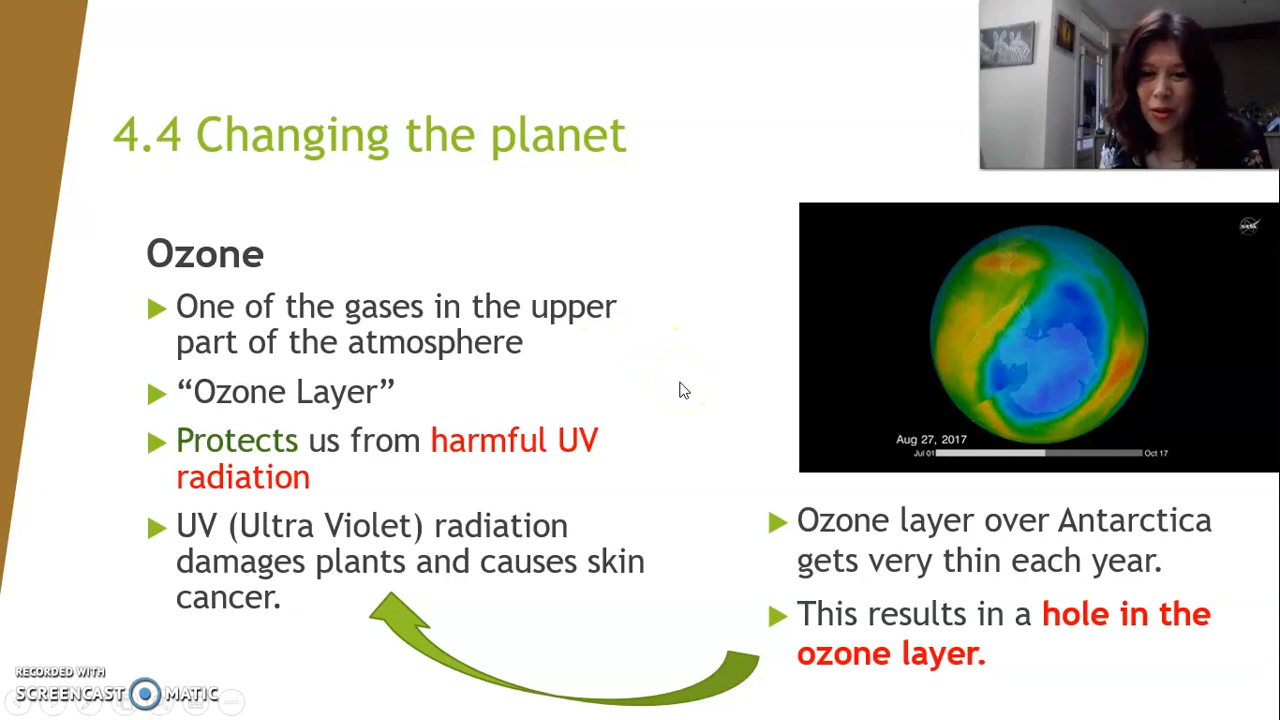 4.4 Changing the planet
Ozone
One of the gases in the upper
part of the atmosphere
“Ozone Layer”
Protects us from harmful UV
radiation
UV (Ultra Violet) radiation
damages plants and causes skin
cancer.
NASA
Aug 27, 2017
Jul 01 Oct 17
Ozone layer over Antarctica
gets very thin each year.
This results in a hole in the
ozone layer.
RECORDED WITH
SCREENCAST MATIC